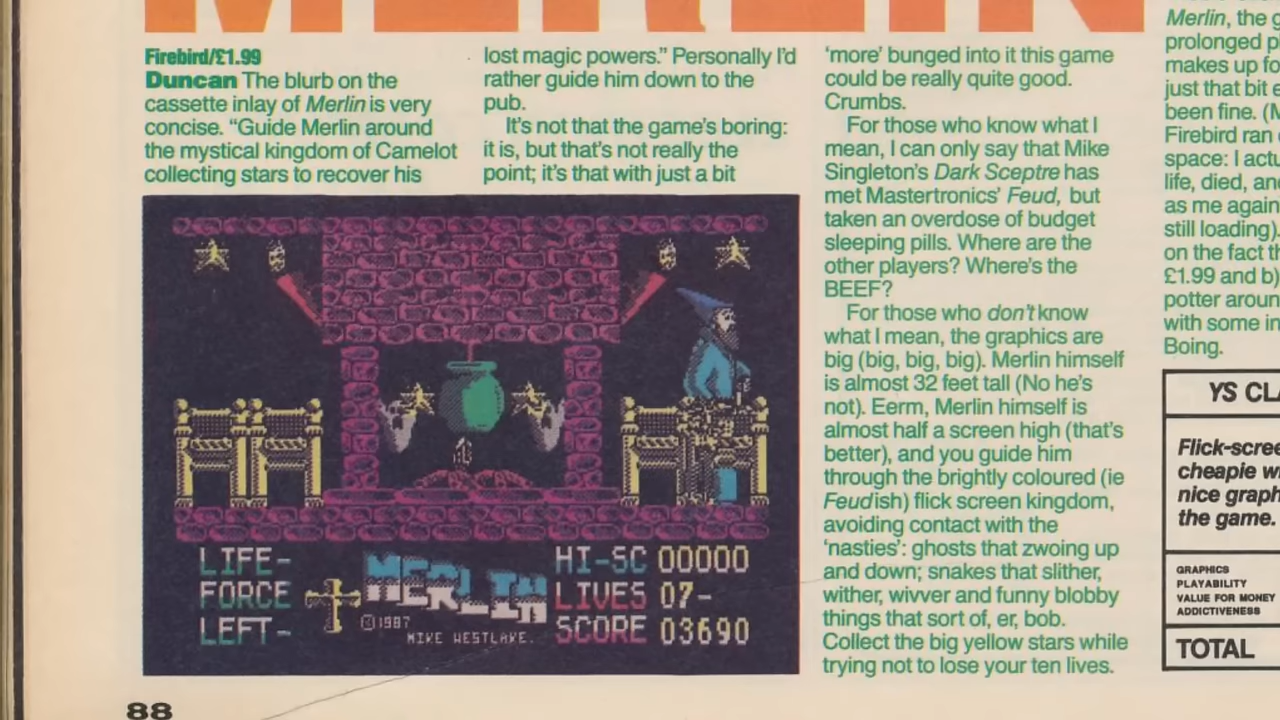 MERLIN
Firebird/£1.99
Duncan The blurb on the
cassette inlay of Merlin is very
concise. “Guide Merlin around
the mystical kingdom of Camelot
collecting stars to recover his
lost magic powers.” Personally I'd
rather guide him down to the
pub.
It's not that the game's boring:
it is, but that's not really the
point; it's that with just a bit
LIFE-
FORCE
LEFT-
MERLIN
©1987
MIKE WESTLAKE.
HI-SC 00000
LIVES 07-
SCORE 03690
‘more’ bunged into it this game
could be really quite good.
Crumbs.
For those who know what I
mean, I can only say that Mike
Singleton's Dark Sceptre has
met Mastertronics' Feud, but
taken an overdose of budget
sleeping pills. Where are the
other players? Where's the
BEEF?
For those who don't know
what I mean, the graphics are
big (big, big, big). Merlin himself
is almost 32 feet tall (No he's
not). Eerm, Merlin himself is
almost half a screen high (that's
better), and you guide him
through the brightly coloured (ie
Feudish) flick screen kingdom,
avoiding contact with the
‘nasties’: ghosts that zwoing up
and down; snakes that slither,
wither, wivver and funny blobby
things that sort of, er, bob.
Collect the big yellow stars while
trying not to lose your ten lives.
Merlin, the g
prolonged p
makes up fo
just that bit e
been fine. (M
Firebird ran
space: I actu
life, died, and
as me again
still loading).
on the fact th
£1.99 and b)
potter aroun
with some in
Boing.
YS CLA
Flick-scree
cheapie w
nice graph
the game.
GRAPHICS
PLAYABILITY
VALUE FOR MONEY
ADDICTIVENESS
TOTAL
88